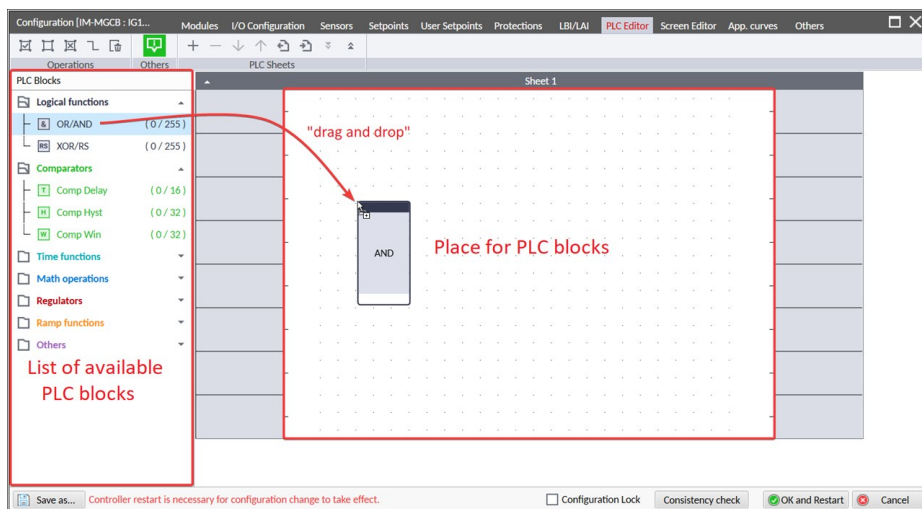 Configuration [IM-MGCB : IG1...
Modules I/O Configuration Sensors Setpoints User Setpoints Protections LBI/LAI PLC Editor Screen Editor App. curves Others
Operations Others PLC Sheets
PLC Blocks
Sheet 1
Logical functions
& OR/AND ( 0 / 255 )
"drag and drop"
RS XOR/RS ( 0 / 255 )
Comparators
T Comp Delay ( 0 / 16 )
H Comp Hyst ( 0 / 32 )
W Comp Win ( 0 / 32 )
AND
Place for PLC blocks
Time functions
Math operations
Regulators
Ramp functions
Others
List of available
PLC blocks
Save as... Controller restart is necessary for configuration change to take effect. Configuration Lock Consistency check OK and Restart Cancel